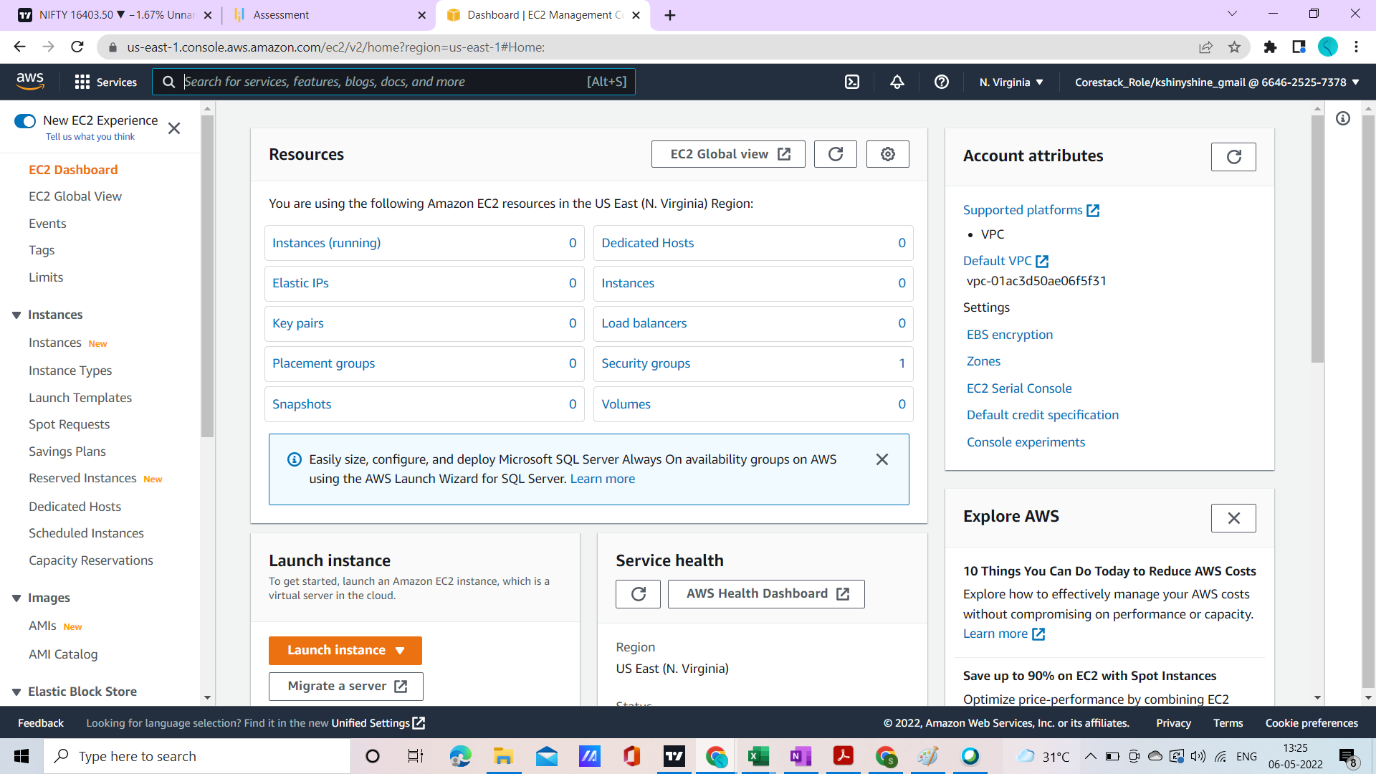 NIFTY 16403.50 ▼ −1.67% Unna
Assessment
Dashboard | EC2 Management C
us-east-1.console.aws.amazon.com/ec2/v2/home?region=us-east-1#Home:
aws
Services
Search for services, features, blogs, docs, and more
[Alt+S]
N. Virginia ▼
Corestack_Role/kshinyshine_gmail @ 6646-2525-7378 ▼
New EC2 Experience
Tell us what you think
EC2 Dashboard
EC2 Global View
Events
Tags
Limits
Instances
Instances New
Instance Types
Launch Templates
Spot Requests
Savings Plans
Reserved Instances New
Dedicated Hosts
Scheduled Instances
Capacity Reservations
Images
AMIs New
AMI Catalog
Elastic Block Store
Resources
EC2 Global view
You are using the following Amazon EC2 resources in the US East (N. Virginia) Region:
Instances (running) 0
Dedicated Hosts 0
Elastic IPs 0
Instances 0
Key pairs 0
Load balancers 0
Placement groups 0
Security groups 1
Snapshots 0
Volumes 0
Easily size, configure, and deploy Microsoft SQL Server Always On availability groups on AWS
using the AWS Launch Wizard for SQL Server. Learn more
Launch instance
To get started, launch an Amazon EC2 instance, which is a
virtual server in the cloud.
Launch instance ▼
Migrate a server
Service health
AWS Health Dashboard
Region
US East (N. Virginia)
Status
Account attributes
Supported platforms
• VPC
Default VPC
vpc-01ac3d50ae06f5f31
Settings
EBS encryption
Zones
EC2 Serial Console
Default credit specification
Console experiments
Explore AWS
10 Things You Can Do Today to Reduce AWS Costs
Explore how to effectively manage your AWS costs
without compromising on performance or capacity.
Learn more
Save up to 90% on EC2 with Spot Instances
Optimize price-performance by combining EC2
Feedback
Looking for language selection? Find it in the new Unified Settings
© 2022, Amazon Web Services, Inc. or its affiliates.
Privacy
Terms
Cookie preferences
Type here to search
31°C
ENG
13:25
06-05-2022
8